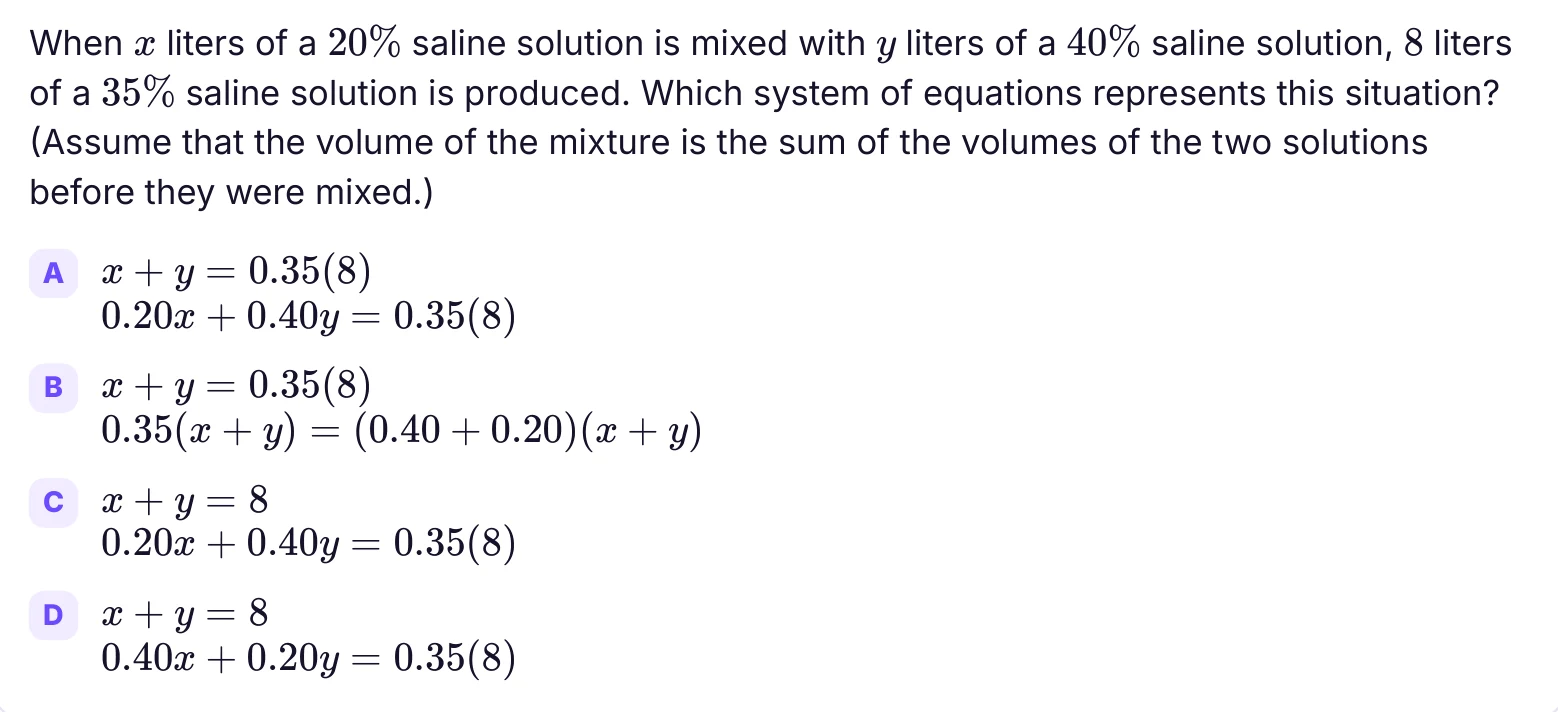 When x liters of a 20% saline solution is mixed with y liters of a 40% saline solution, 8 liters
of a 35% saline solution is produced. Which system of equations represents this situation?
(Assume that the volume of the mixture is the sum of the volumes of the two solutions
before they were mixed.)
A x + y = 0.35(8)
0.20x + 0.40y = 0.35(8)
B x + y = 0.35(8)
0.35(x + y) = (0.40 + 0.20)(x + y)
C x + y = 8
0.20x + 0.40y = 0.35(8)
D x + y = 8
0.40x + 0.20y = 0.35(8)